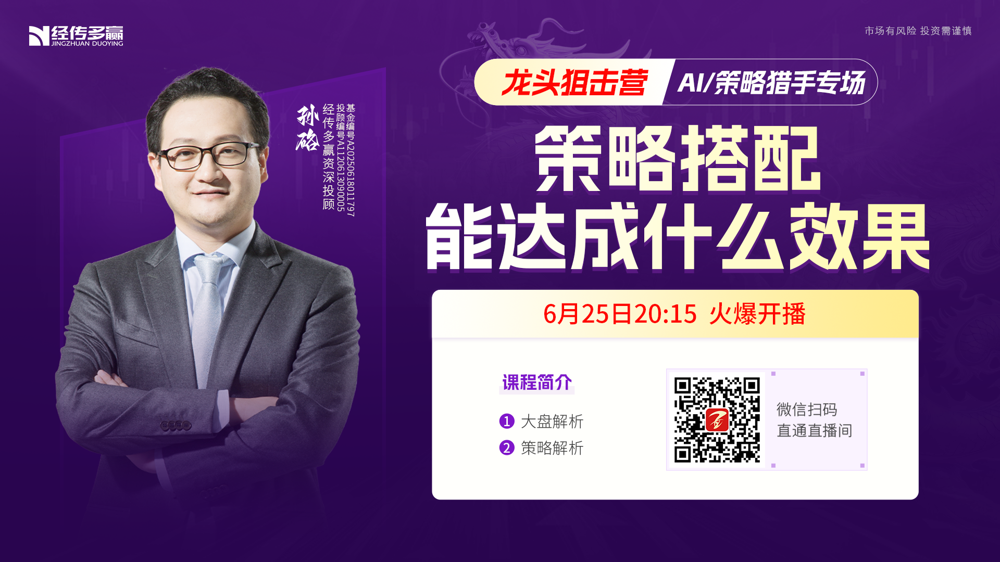 经传多赢
JINGZHUAN DUOYING
市场有风险 投资需谨慎
龙头狙击营
AI/策略猎手专场
策略搭配
能达成什么效果
孙硌
经传多赢资深投顾
投顾编号A1120613090005
基金编号A20250618011797
6月25日20:15 火爆开播
课程简介
1 大盘解析
2 策略解析
微信扫码
直通直播间